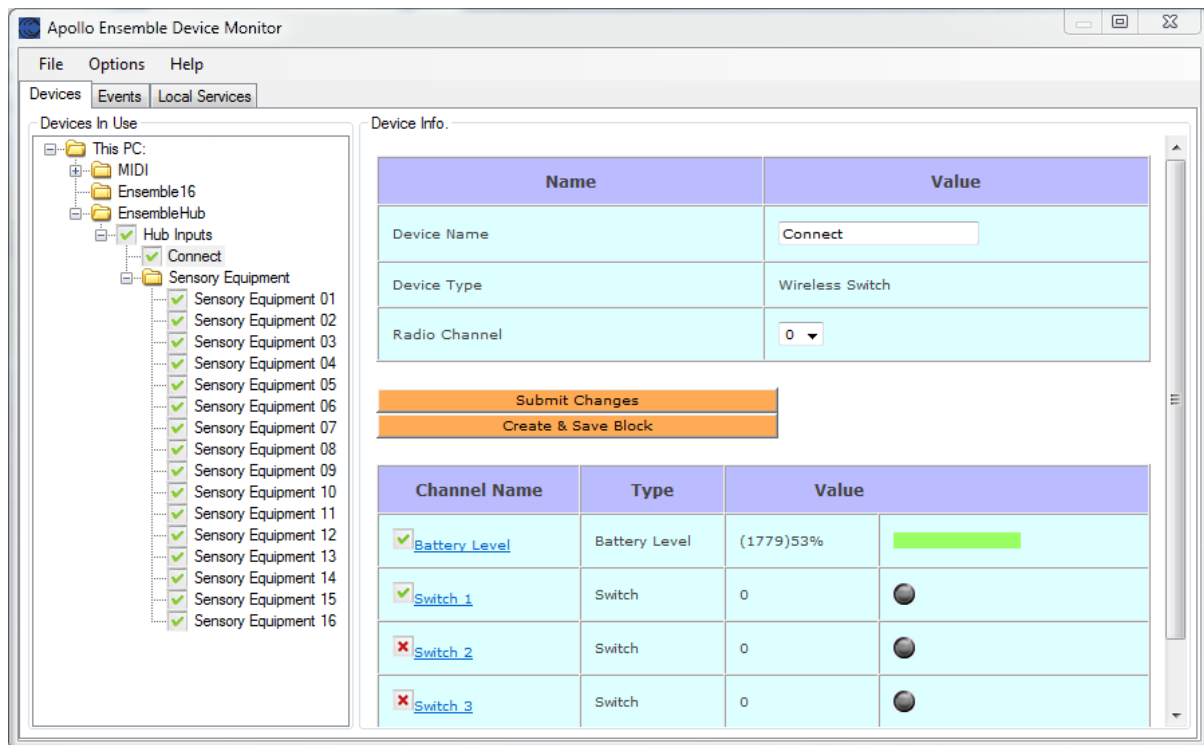 Apollo Ensemble Device Monitor
File Options Help
Devices Events Local Services
Devices In Use
This PC:
MIDI
Ensemble16
EnsembleHub
Hub Inputs
Connect
Sensory Equipment
Sensory Equipment 01
Sensory Equipment 02
Sensory Equipment 03
Sensory Equipment 04
Sensory Equipment 05
Sensory Equipment 06
Sensory Equipment 07
Sensory Equipment 08
Sensory Equipment 09
Sensory Equipment 10
Sensory Equipment 11
Sensory Equipment 12
Sensory Equipment 13
Sensory Equipment 14
Sensory Equipment 15
Sensory Equipment 16
Device Info.
Name Value
Device Name Connect
Device Type Wireless Switch
Radio Channel 0
Submit Changes
Create & Save Block
Channel Name Type Value
Battery Level Battery Level (1779)53%
Switch 1 Switch 0
Switch 2 Switch 0
Switch 3 Switch 0